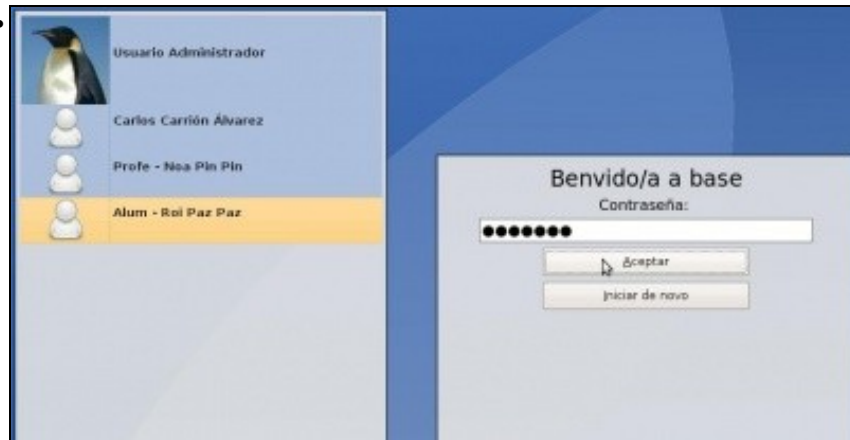 Usuario Administrador
Carlos Carrión Álvarez
Profe - Noa Pin Pin
Alum - Roi Paz Paz
Benvido/a a base
Contraseña:
Aceptar
Iniciar de novo